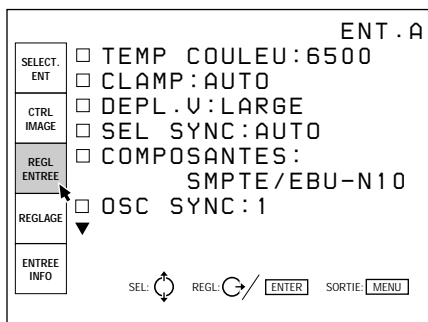 ENT.A
SELECT.
ENT
CTRL
IMAGE
REGL
ENTREE
REGLAGE
ENTREE
INFO
□ TEMP COULEU:6500
□ CLAMP:AUTO
□ DEPL.V:LARGE
□ SEL SYNC:AUTO
□ COMPOSANTES:
SMPTE/EBU-N10
□ OSC SYNC:1
▼
SEL: REGL: / ENTER SORTIE: MENU